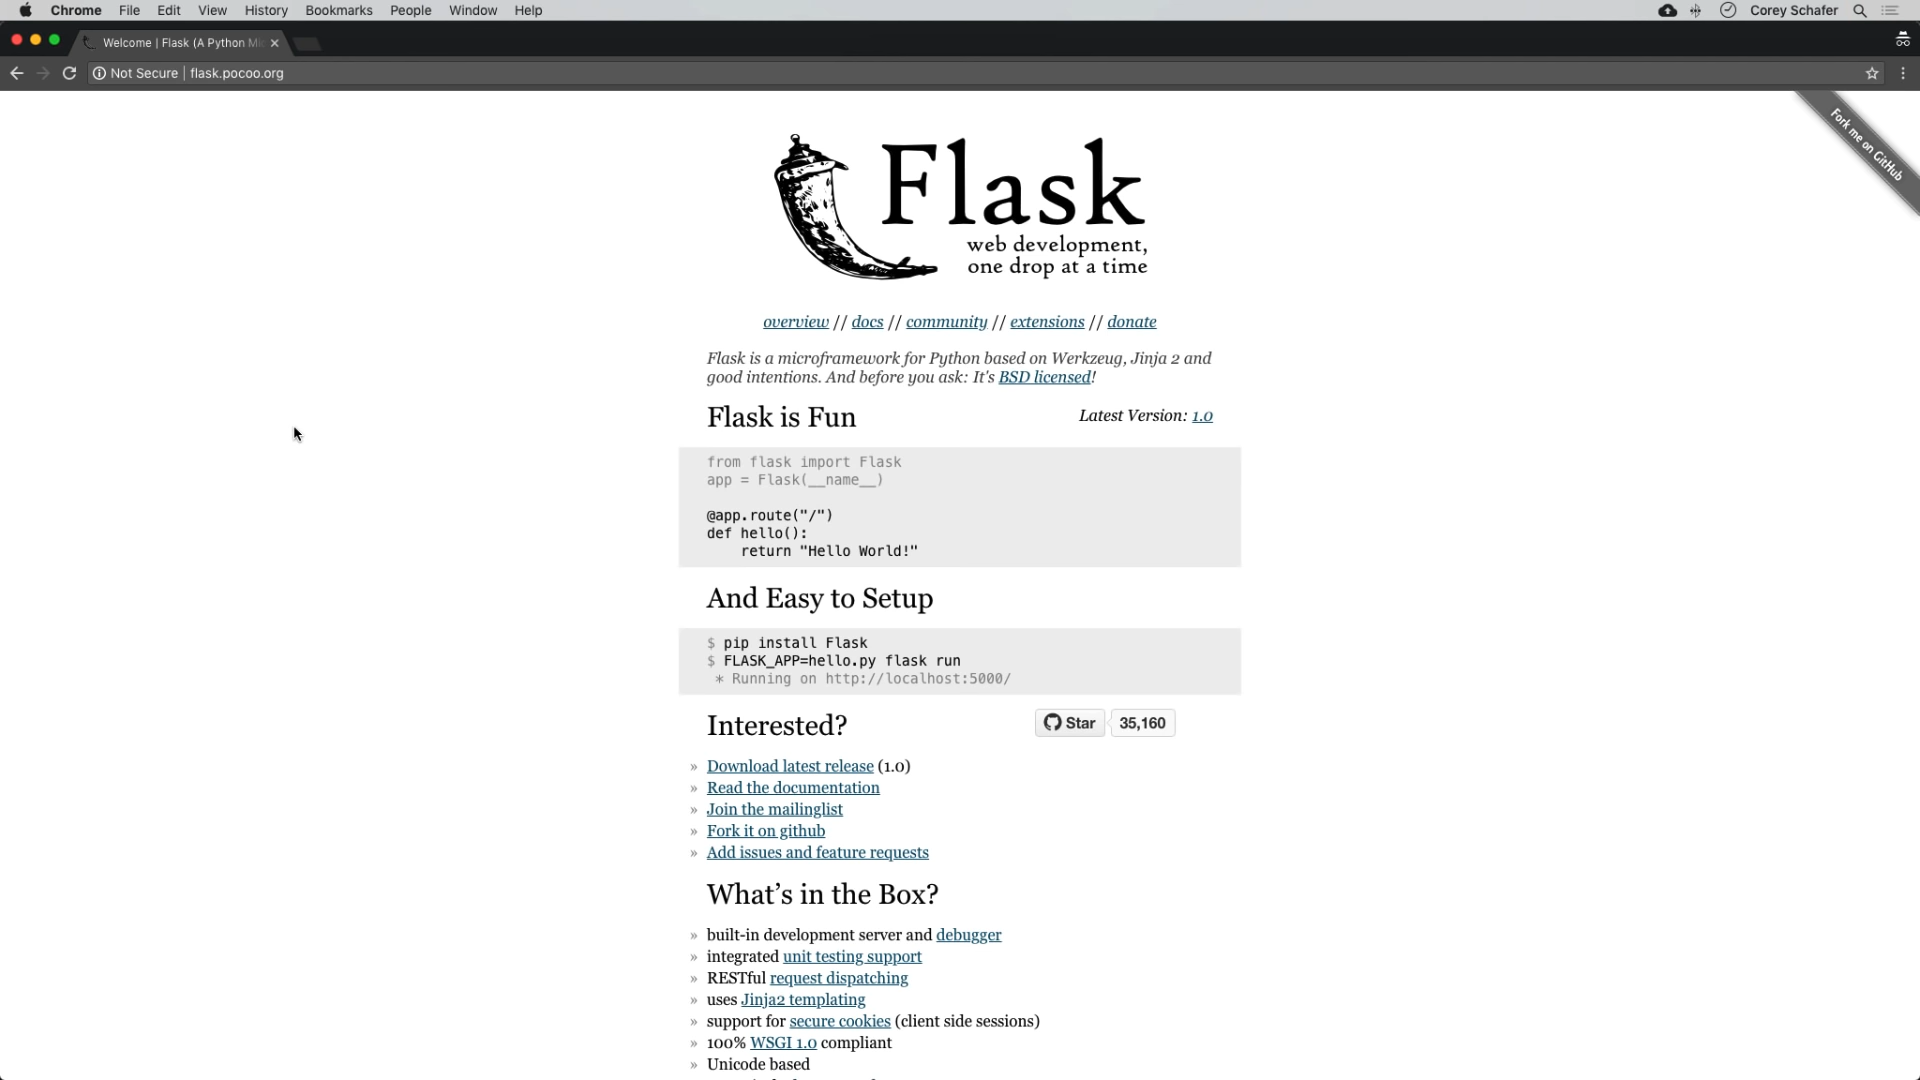 Chrome File Edit View History Bookmarks People Window Help Corey Schafer
Welcome | Flask (A Python Mic
Not Secure | flask.pocoo.org
Fork me on GitHub
Flask
web development,
one drop at a time
overview // docs // community // extensions // donate
Flask is a microframework for Python based on Werkzeug, Jinja 2 and
good intentions. And before you ask: It's BSD licensed!
Flask is Fun
Latest Version: 1.0
from flask import Flask
app = Flask(__name__)
@app.route("/")
def hello():
    return "Hello World!"
And Easy to Setup
$ pip install Flask
$ FLASK_APP=hello.py flask run
 * Running on http://localhost:5000/
Interested?
Star 35,160
» Download latest release (1.0)
» Read the documentation
» Join the mailinglist
» Fork it on github
» Add issues and feature requests
What’s in the Box?
» built-in development server and debugger
» integrated unit testing support
» RESTful request dispatching
» uses Jinja2 templating
» support for secure cookies (client side sessions)
» 100% WSGI 1.0 compliant
» Unicode based